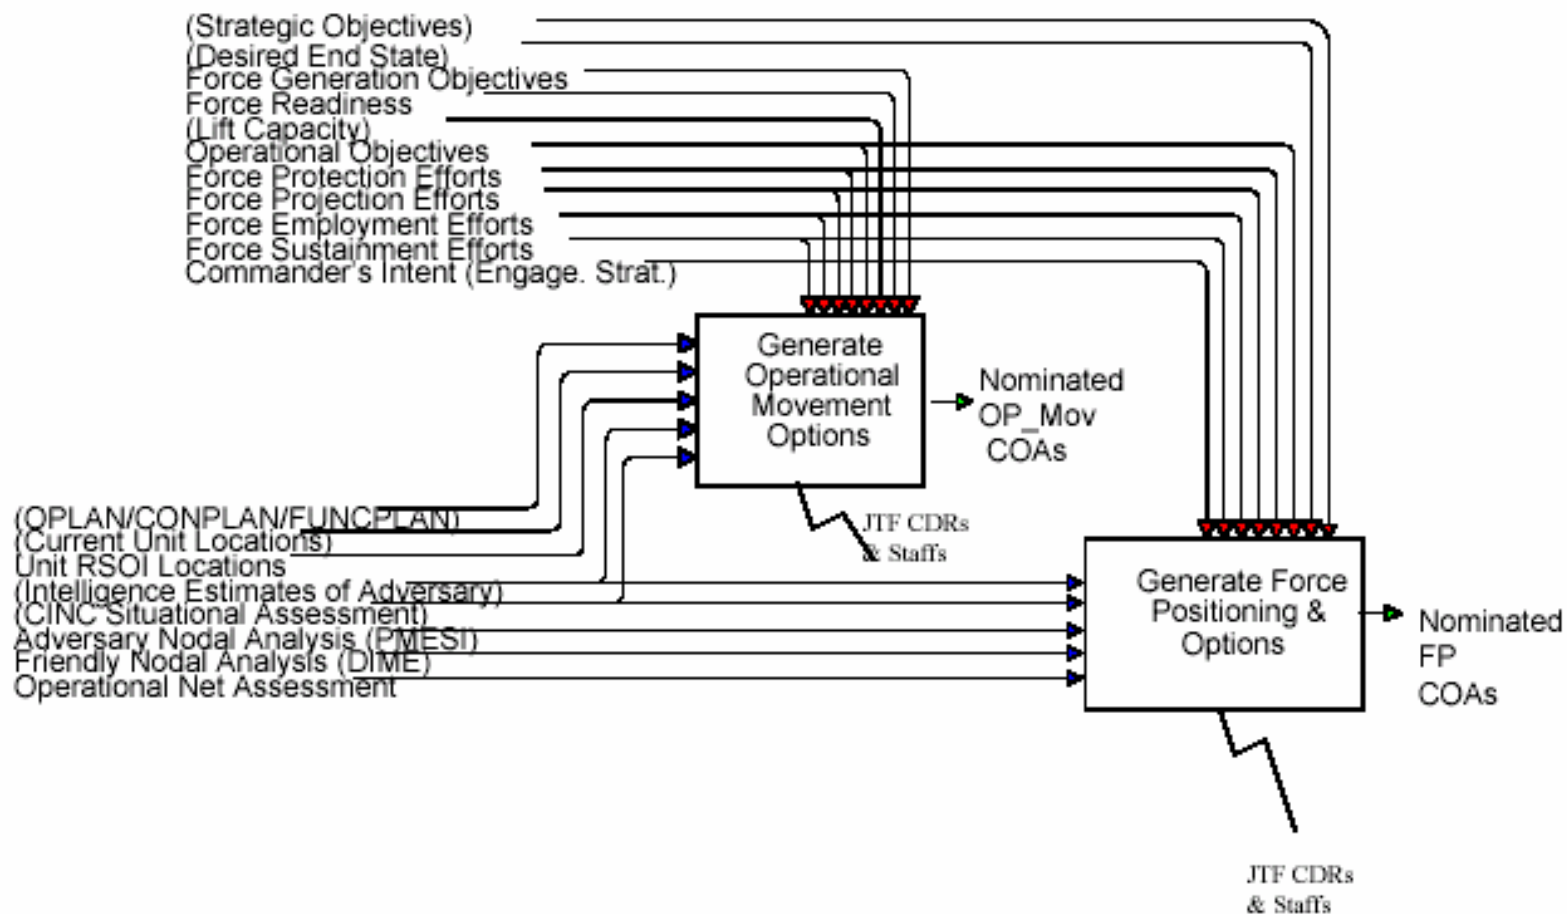 (Strategic Objectives)
(Desired End State)
Force Generation Objectives
Force Readiness
(Lift Capacity)
Operational Objectives
Force Protection Efforts
Force Projection Efforts
Force Employment Efforts
Force Sustainment Efforts
Commander's Intent (Engage. Strat.)
Generate
Operational
Movement
Options
Nominated
OP_Mov
COAs
JTF CDRs
& Staffs
(OPLAN/CONPLAN/FUNCPLAN)
(Current Unit Locations)
Unit RSOI Locations
(Intelligence Estimates of Adversary)
(CINC Situational Assessment)
Adversary Nodal Analysis (PMESI)
Friendly Nodal Analysis (DIME)
Operational Net Assessment
Generate Force
Positioning &
Options
Nominated
FP
COAs
JTF CDRs
& Staffs